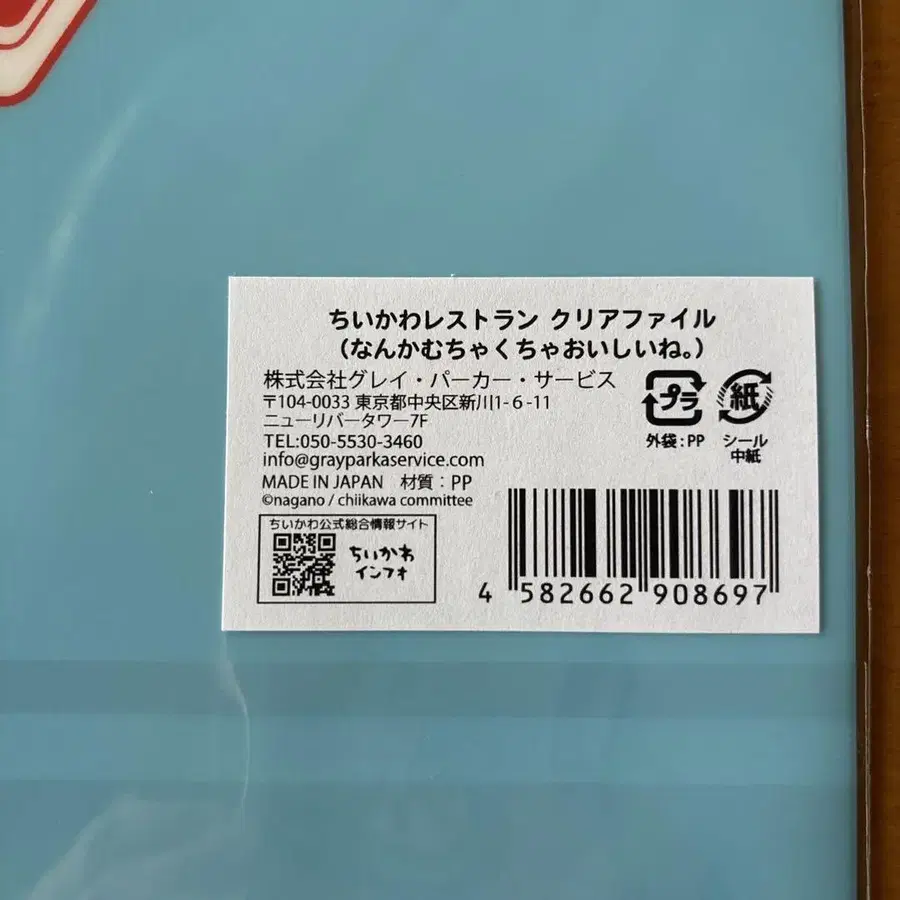 ちいかわレストラン クリアファイル
（なんかむちゃくちゃおいしいね。）
株式会社グレイ・パーカー・サービス
〒104-0033 東京都中央区新川1-6-11
ニューリバータワー7F
TEL:050-5530-3460
info@grayparkaservice.com
MADE IN JAPAN 材質：PP
©nagano / chiikawa committee
プラ
外袋：PP
紙
シール
中紙
ちいかわ公式総合情報サイト
ちいかわ
インフォ
4 582662 908697